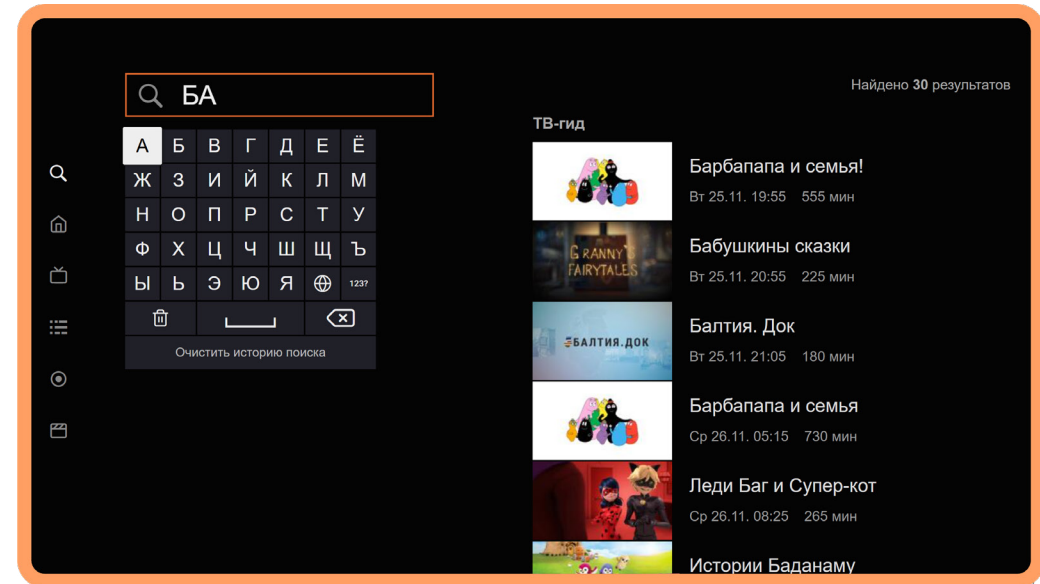 БА
А Б В Г Д Е Ё
Ж З И Й К Л М
Н О П Р С Т У
Ф Х Ц Ч Ш Щ Ъ
Ы Ь Э Ю Я 123?
Очистить историю поиска
Найдено 30 результатов
ТВ-гид
Барбапапа и семья!
Вт 25.11. 19:55 555 мин
GRANNY'S
FAIRYTALES
Бабушкины сказки
Вт 25.11. 20:55 225 мин
БАЛТИЯ.ДОК
Балтия. Док
Вт 25.11. 21:05 180 мин
Барбапапа и семья
Ср 26.11. 05:15 730 мин
Леди Баг и Супер-кот
Ср 26.11. 08:25 265 мин
Истории Баданаму